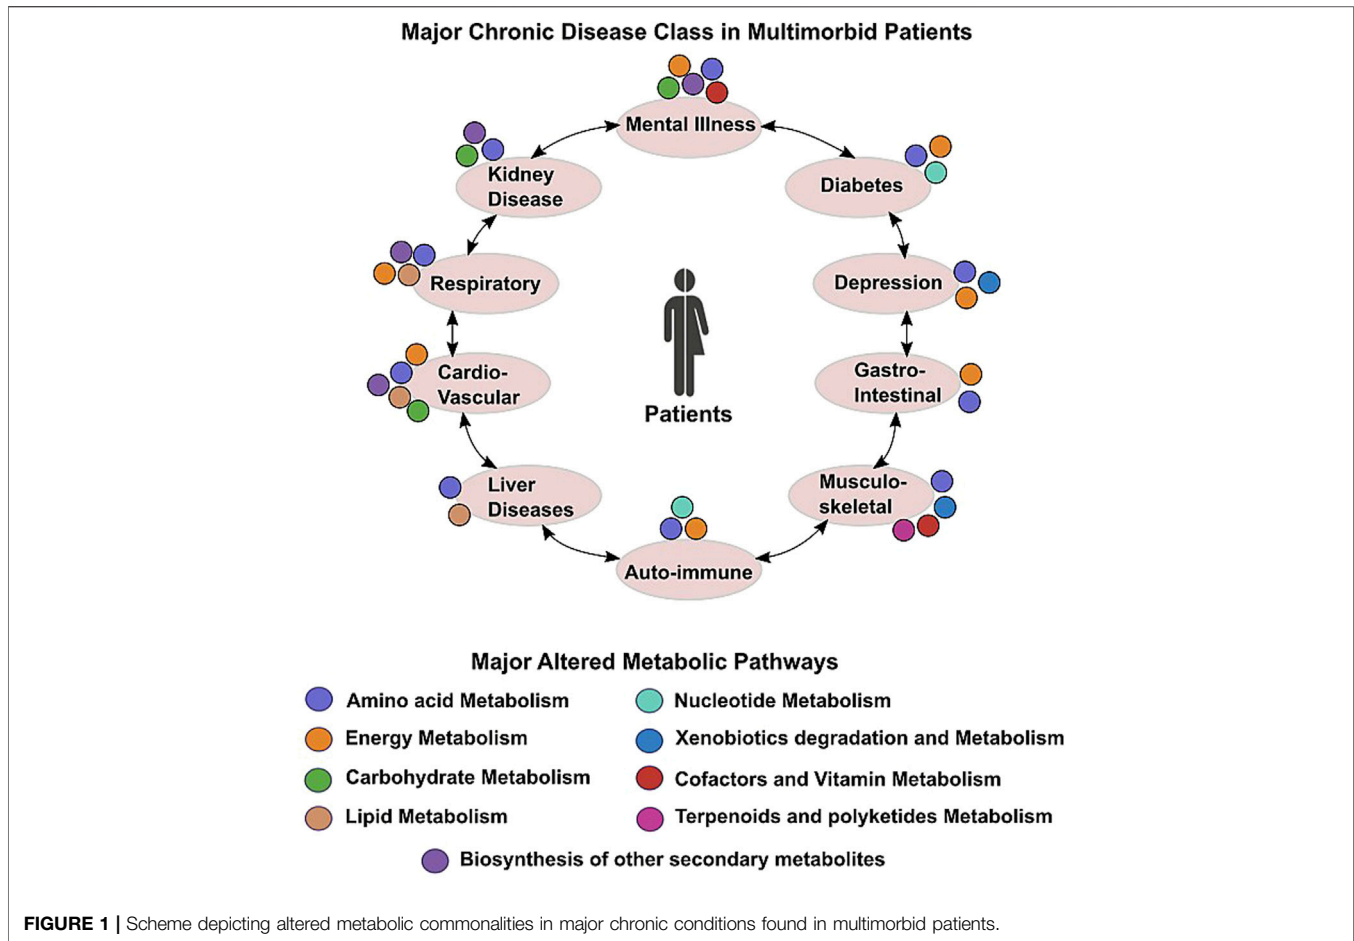 Major Chronic Disease Class in Multimorbid Patients
Mental Illness
Kidney
Disease
Diabetes
Respiratory
Depression
Cardio-
Vascular
Gastro-
Intestinal
Patients
Liver
Diseases
Musculo-
skeletal
Auto-immune
Major Altered Metabolic Pathways
Amino acid Metabolism
Nucleotide Metabolism
Energy Metabolism
Xenobiotics degradation and Metabolism
Carbohydrate Metabolism
Cofactors and Vitamin Metabolism
Lipid Metabolism
Terpenoids and polyketides Metabolism
Biosynthesis of other secondary metabolites
FIGURE 1 | Scheme depicting altered metabolic commonalities in major chronic conditions found in multimorbid patients.